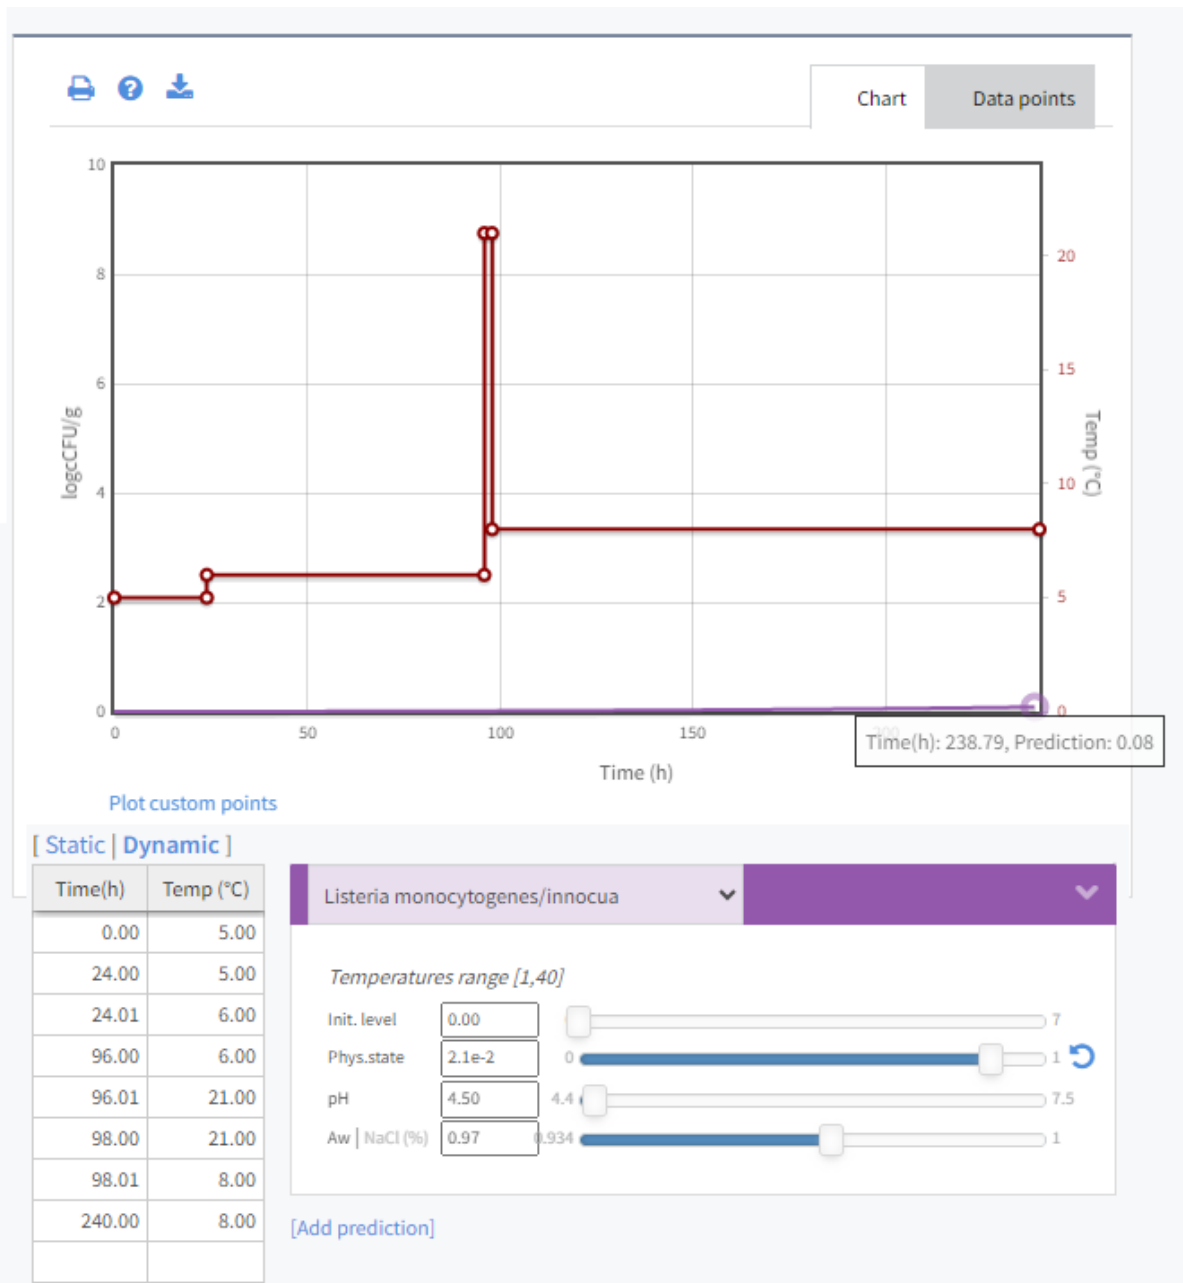 Chart
Data points
10
8
6
4
2
0
logcCFU/g
20
15
10
5
0
Temp (°C)
0
50
100
150
200
Time(h): 238.79, Prediction: 0.08
Time (h)
Plot custom points
[ Static | Dynamic ]
Time(h) Temp (°C)
0.00 5.00
24.00 5.00
24.01 6.00
96.00 6.00
96.01 21.00
98.00 21.00
98.01 8.00
240.00 8.00
Listeria monocytogenes/innocua
Temperatures range [1,40]
Init. level 0.00 7
Phys.state 2.1e-2 0 1
pH 4.50 4.4 7.5
Aw | NaCl (%) 0.97 0.934 1
[Add prediction]